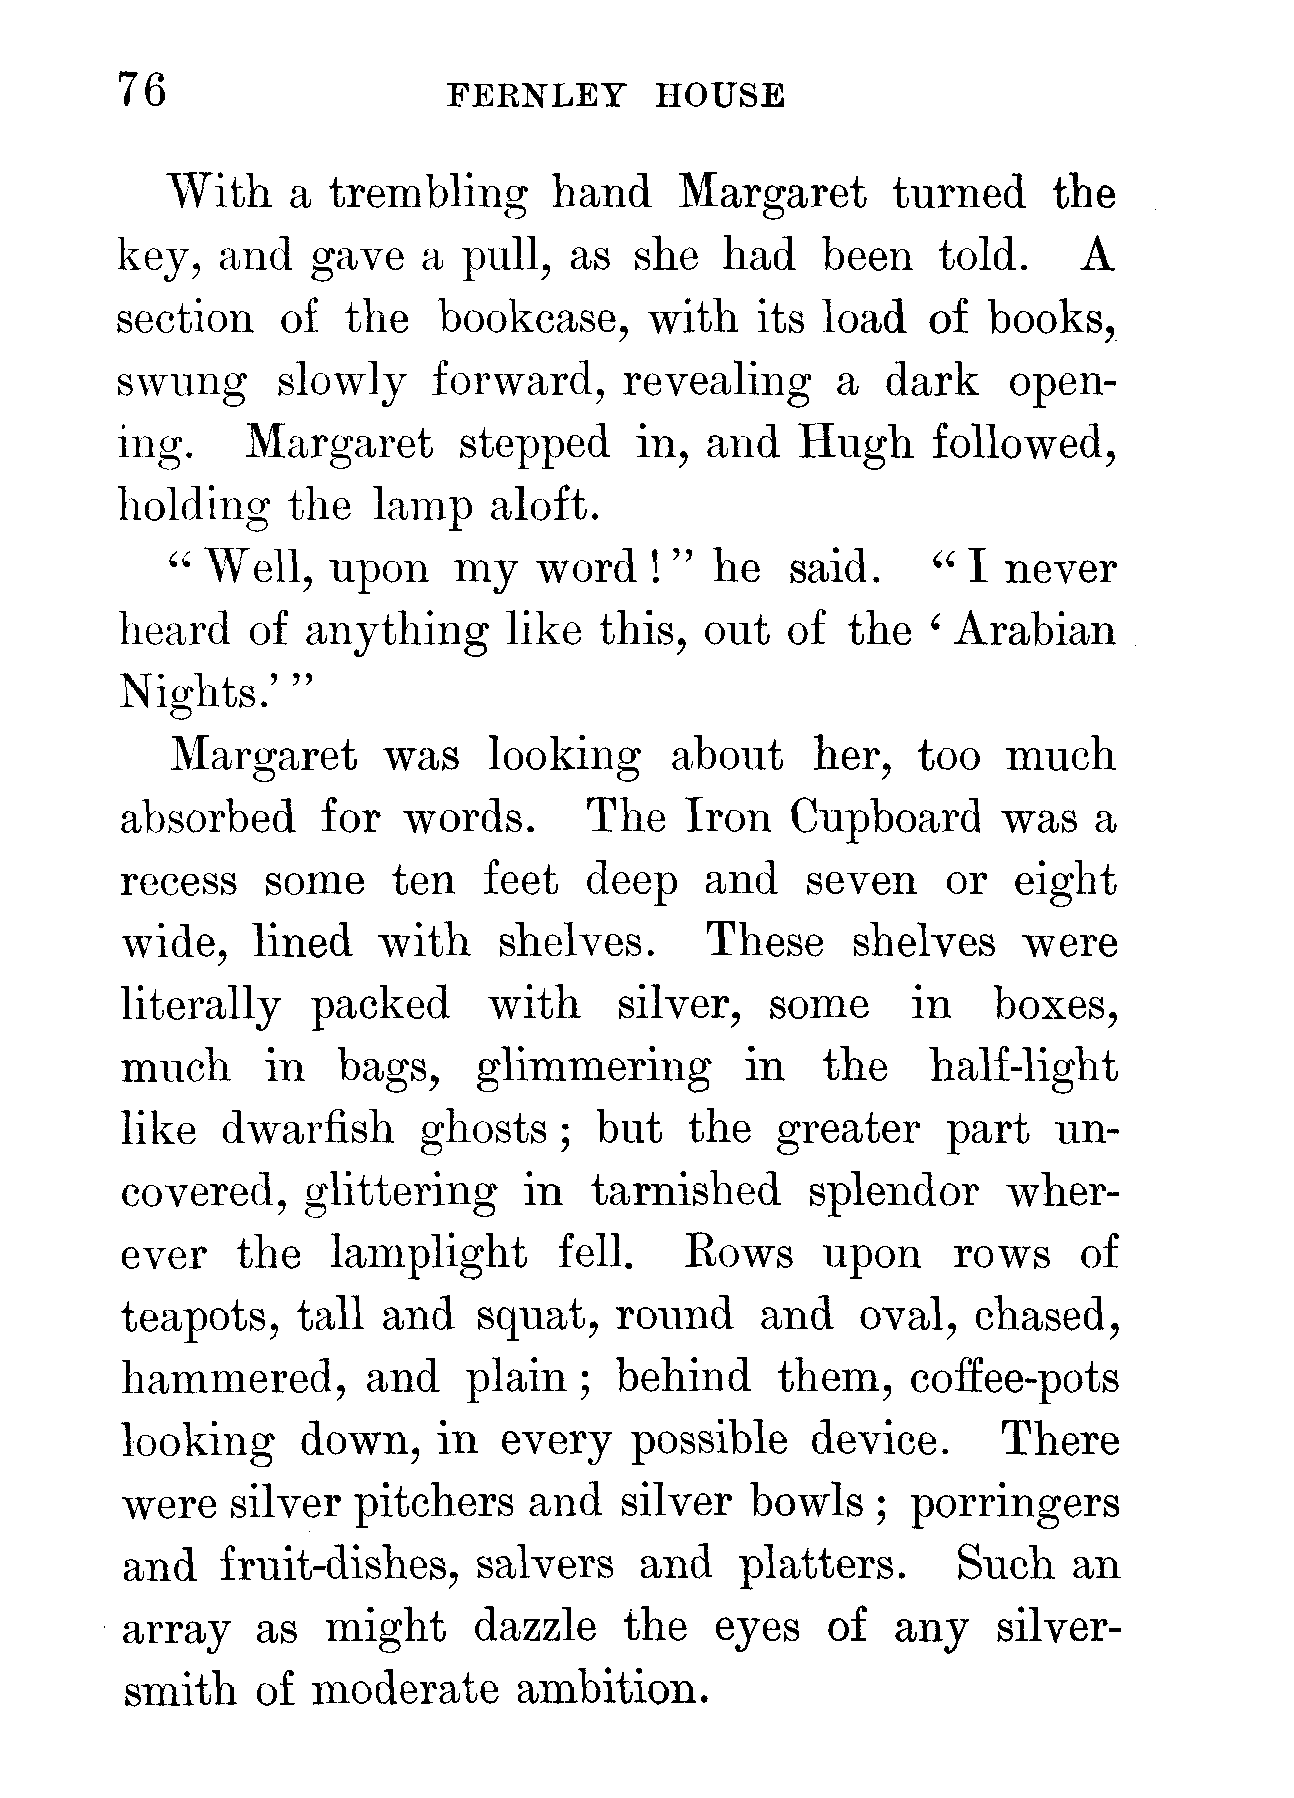 76 FERNLEY HOUSE
With a trembling hand Margaret turned the
key, and gave a pull, as she had been told. A
section of the bookcase, with its load of books,
swung slowly forward, revealing a dark open-
ing. Margaret stepped in, and Hugh followed,
holding the lamp aloft.
“ Well, upon my word ! ” he said. “ I never
heard of anything like this, out of the ‘ Arabian
Nights.’ ”
Margaret was looking about her, too much
absorbed for words. The Iron Cupboard was a
recess some ten feet deep and seven or eight
wide, lined with shelves. These shelves were
literally packed with silver, some in boxes,
much in bags, glimmering in the half-light
like dwarfish ghosts ; but the greater part un-
covered, glittering in tarnished splendor wher-
ever the lamplight fell. Rows upon rows of
teapots, tall and squat, round and oval, chased,
hammered, and plain ; behind them, coffee-pots
looking down, in every possible device. There
were silver pitchers and silver bowls ; porringers
and fruit-dishes, salvers and platters. Such an
array as might dazzle the eyes of any silver-
smith of moderate ambition.